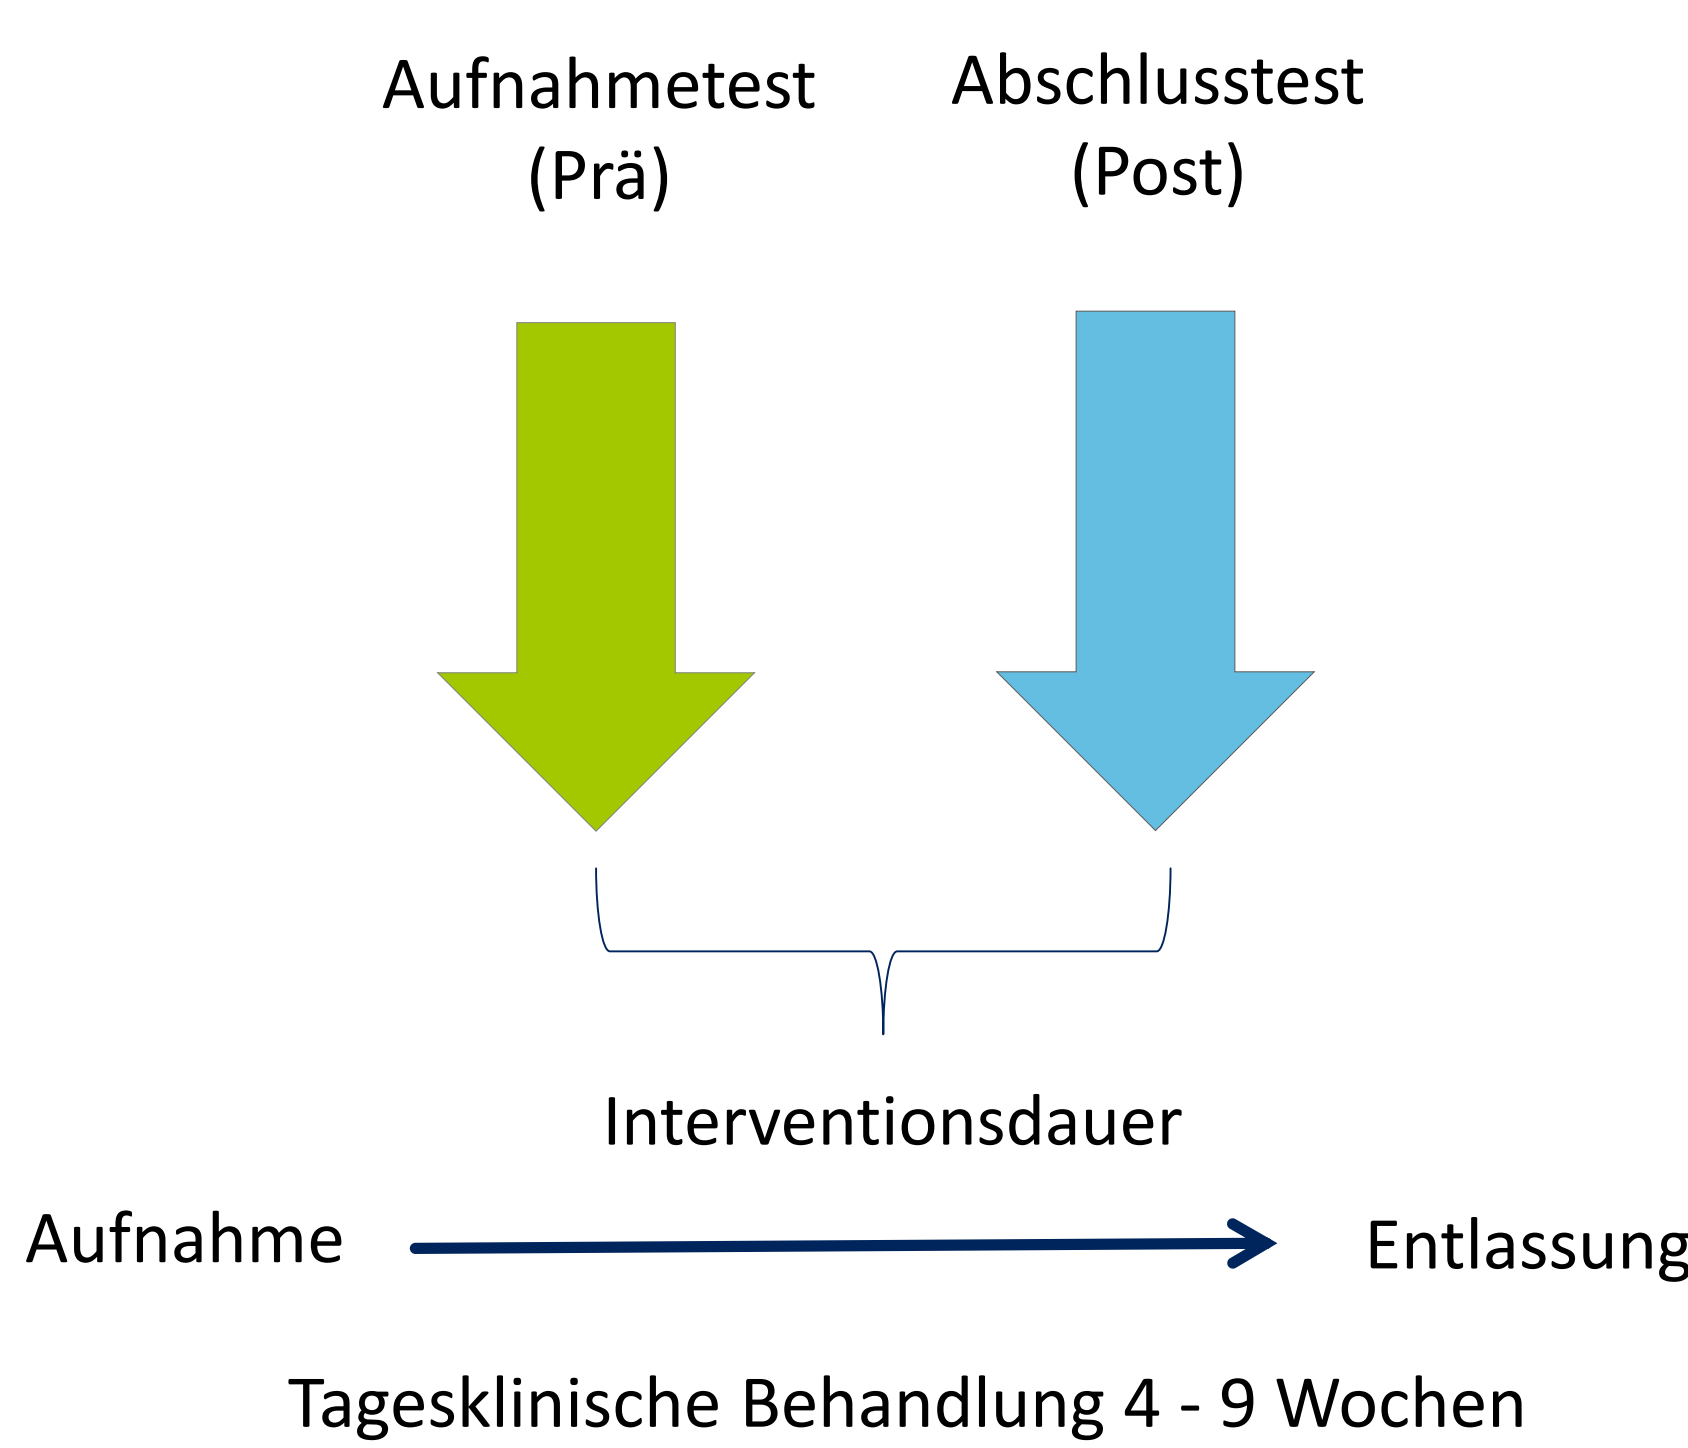 Aufnahmetest
(Prä)
Abschlusstest
(Post)
Interventionsdauer
Aufnahme
Entlassung
Tagesklinische Behandlung 4 - 9 Wochen